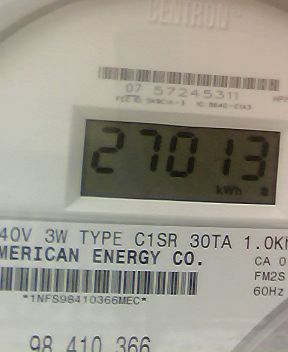 CENTRON
07 57245311
27013
kWh
40V 3W TYPE C1SR 30TA 1.0Kh
MERICAN ENERGY CO.
CA 0
FM2S
60Hz
*1NFS98410366MEC*
98 410 366